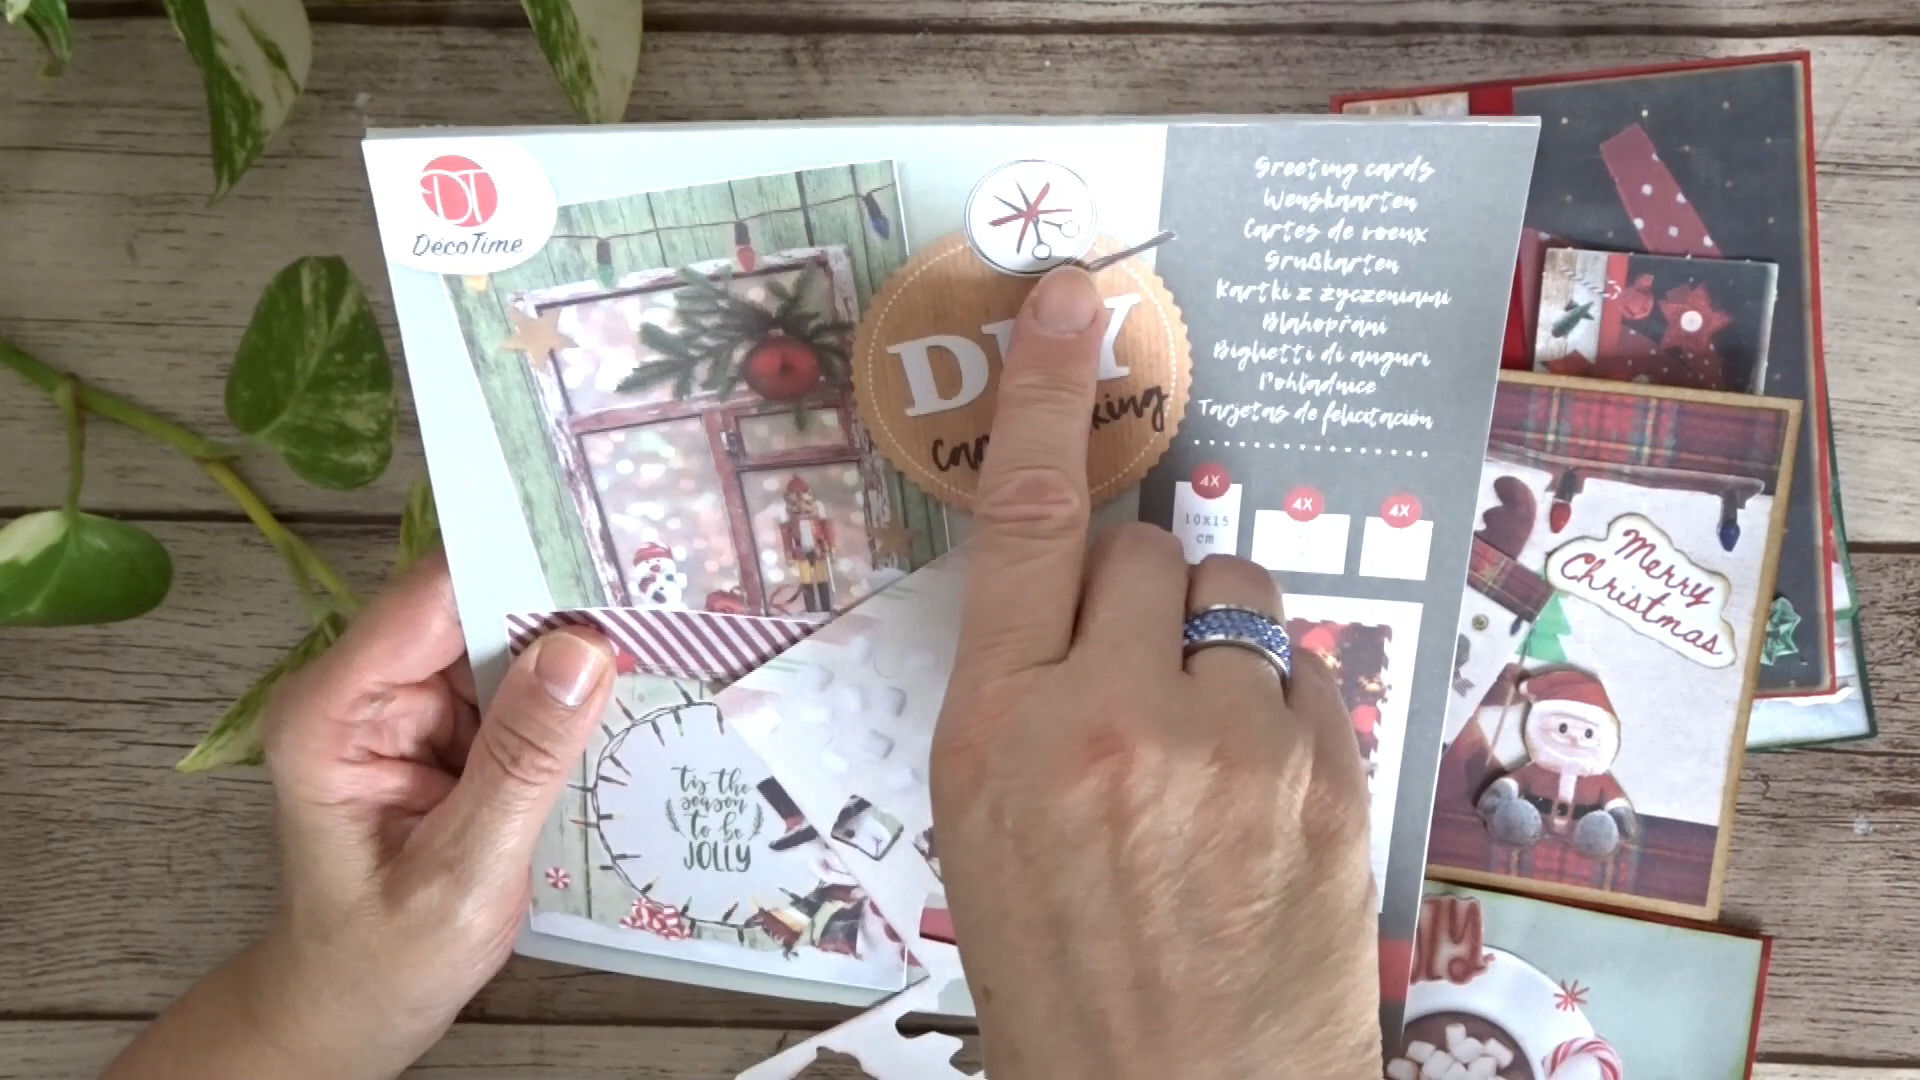 DT
DécoTime
Greeting cards
Wenskaarten
Cartes de voeux
Grußkarten
Kartki z życzeniami
Blahopřání
Biglietti di auguri
Pohľadnice
Tarjetas de felicitación
4X
4X
4X
10X15
cm
'tis the
season
to be
JOLLY
Merry
Christmas